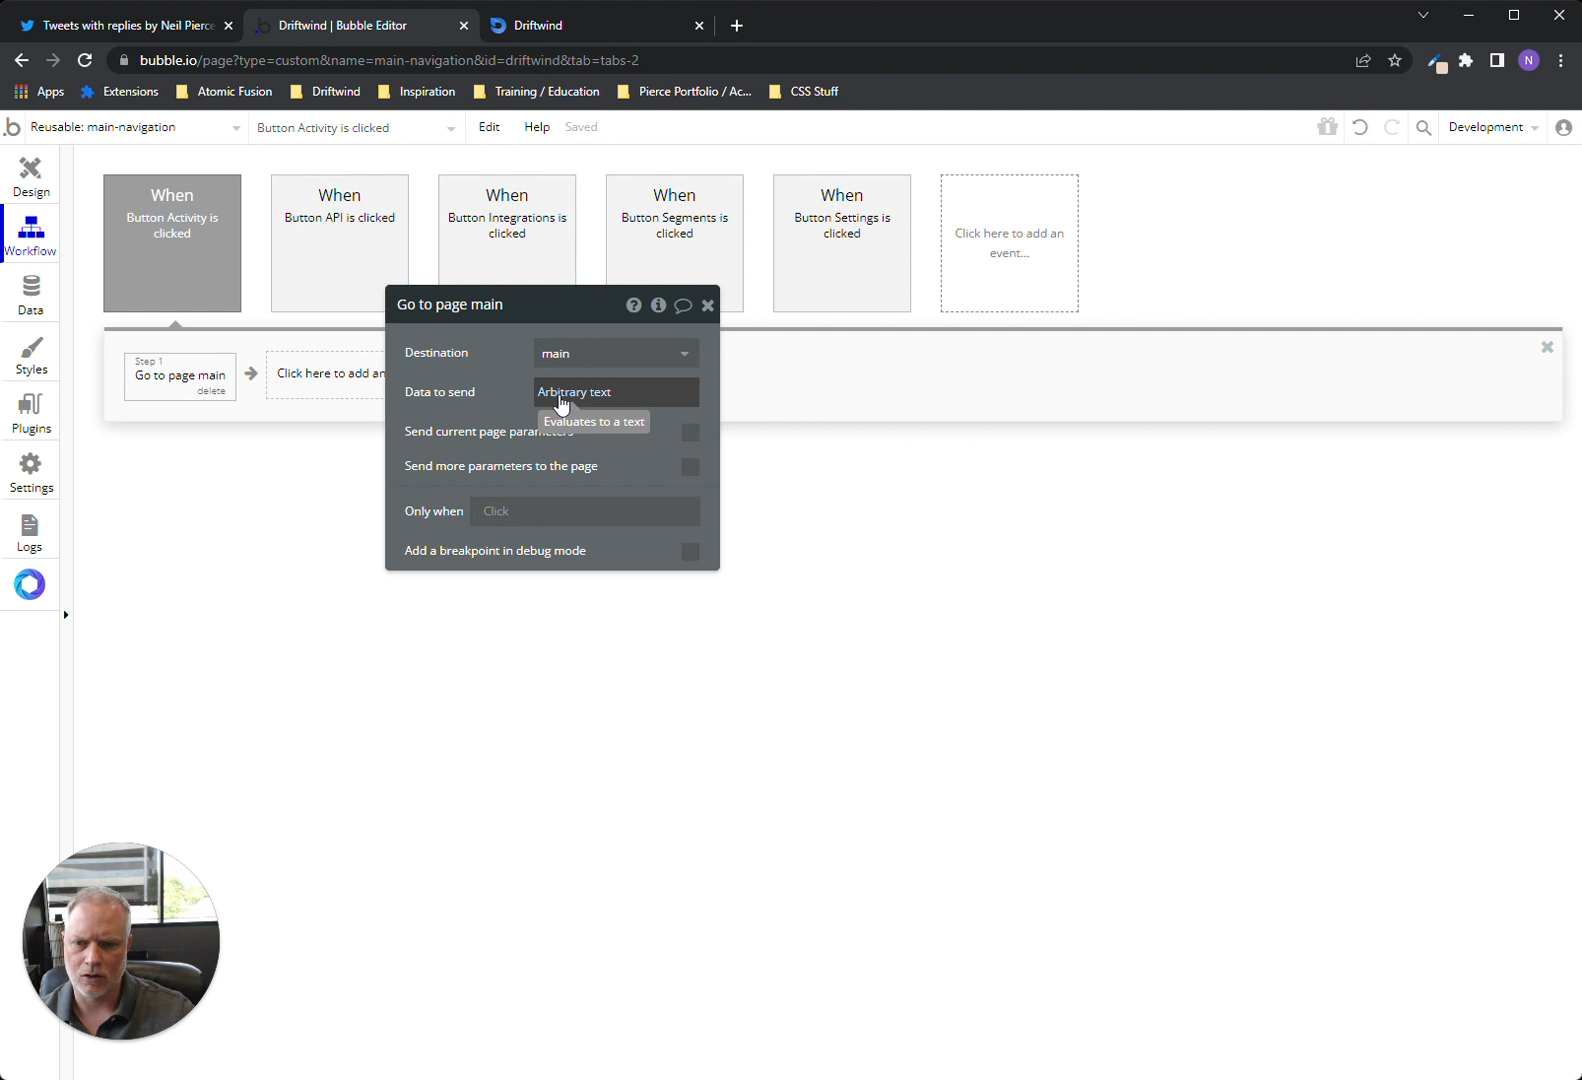 Tweets with replies by Neil Pierce
Driftwind | Bubble Editor
Driftwind
bubble.io/page?type=custom&name=main-navigation&id=driftwind&tab=tabs-2
N
Apps
Extensions
Atomic Fusion
Driftwind
Inspiration
Training / Education
Pierce Portfolio / Ac...
CSS Stuff
b
Reusable: main-navigation
Button Activity is clicked
Edit
Help
Saved
Development
Design
Workflow
Data
Styles
Plugins
Settings
Logs
When
Button Activity is
clicked
When
Button API is clicked
When
Button Integrations is
clicked
When
Button Segments is
clicked
When
Button Settings is
clicked
Click here to add an
event...
Step 1
Go to page main
delete
Click here to add an
Go to page main
Destination
main
Data to send
Arbitrary text
Evaluates to a text
Send current page parameters
Send more parameters to the page
Only when
Click
Add a breakpoint in debug mode